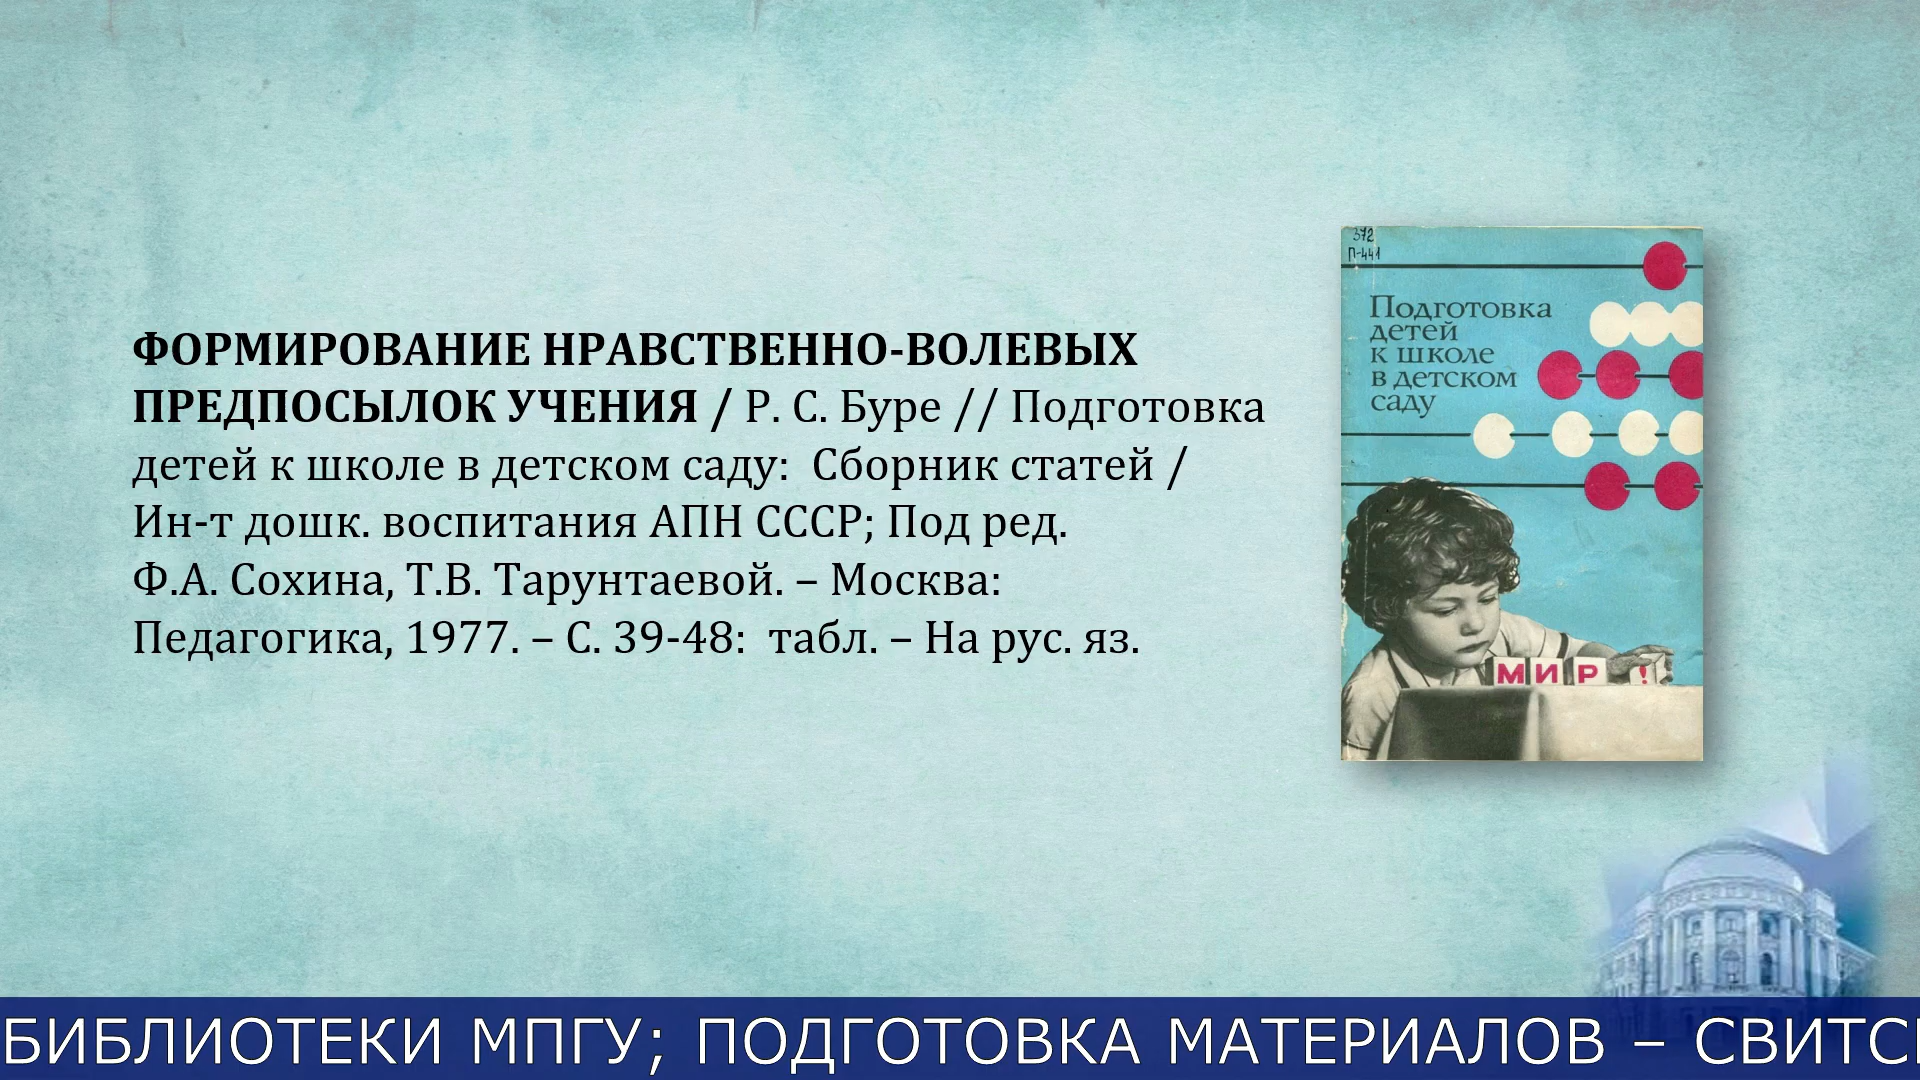 ФОРМИРОВАНИЕ НРАВСТВЕННО-ВОЛЕВЫХ
ПРЕДПОСЫЛОК УЧЕНИЯ / Р. С. Буре // Подготовка
детей к школе в детском саду:  Сборник статей /
Ин-т дошк. воспитания АПН СССР; Под ред.
Ф.А. Сохина, Т.В. Тарунтаевой. – Москва:
Педагогика, 1977. – С. 39-48:  табл. – На рус. яз.
372
П-441
Подготовка
детей
к школе
в детском
саду
МИР !
БИБЛИОТЕКИ МПГУ; ПОДГОТОВКА МАТЕРИАЛОВ – СВИТС